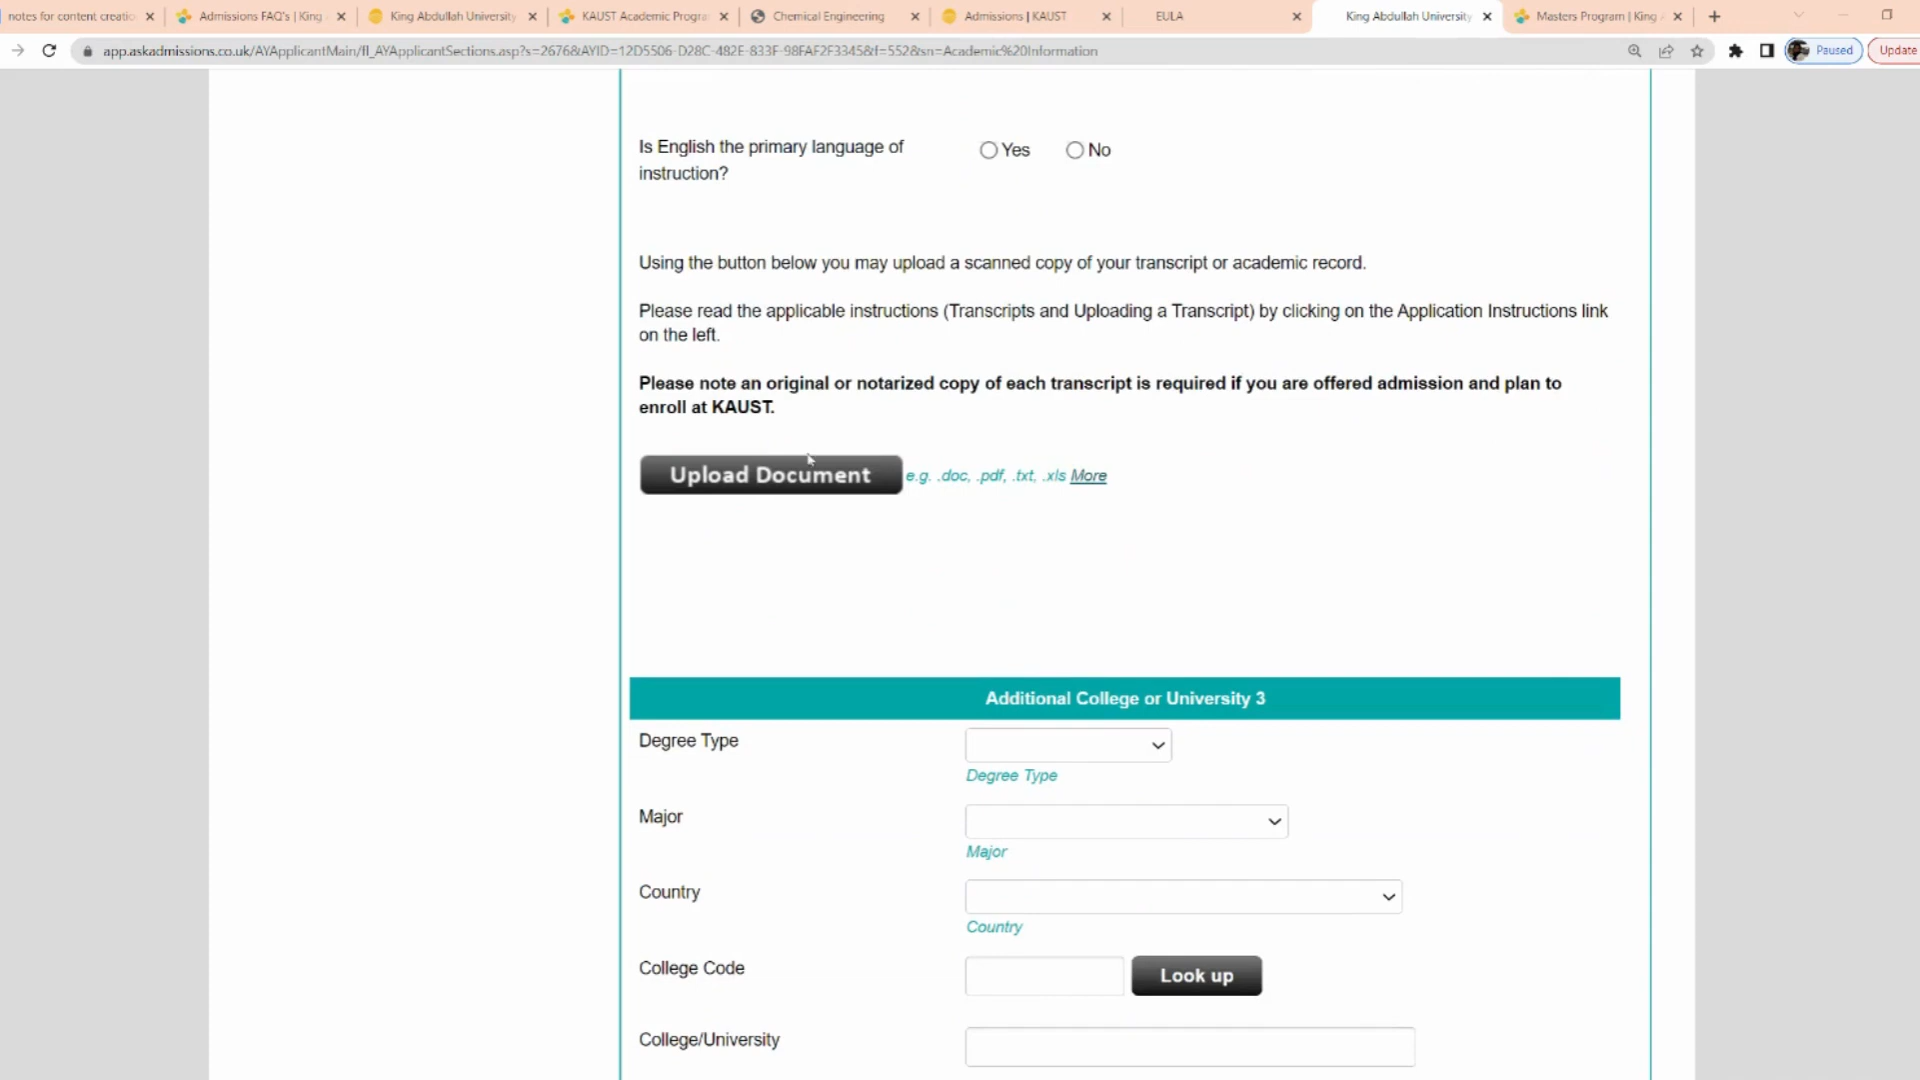 notes for content creatio
Admissions FAQ's | King
King Abdullah University
KAUST Academic Progra
Chemical Engineering
Admissions | KAUST
EULA
King Abdullah University
Masters Program | King A
app.askadmissions.co.uk/AYApplicantMain/fl_AYApplicantSections.asp?s=2676&AYID=12D5506-D28C-482E-833F-98FAF2F3345&f=552&sn=Academic%20Information
Paused
Update
Is English the primary language of
instruction?
Yes
No
Using the button below you may upload a scanned copy of your transcript or academic record.
Please read the applicable instructions (Transcripts and Uploading a Transcript) by clicking on the Application Instructions link
on the left.
Please note an original or notarized copy of each transcript is required if you are offered admission and plan to
enroll at KAUST.
Upload Document e.g. .doc, .pdf, .txt, .xls More
Additional College or University 3
Degree Type
Degree Type
Major
Major
Country
Country
College Code
Look up
College/University